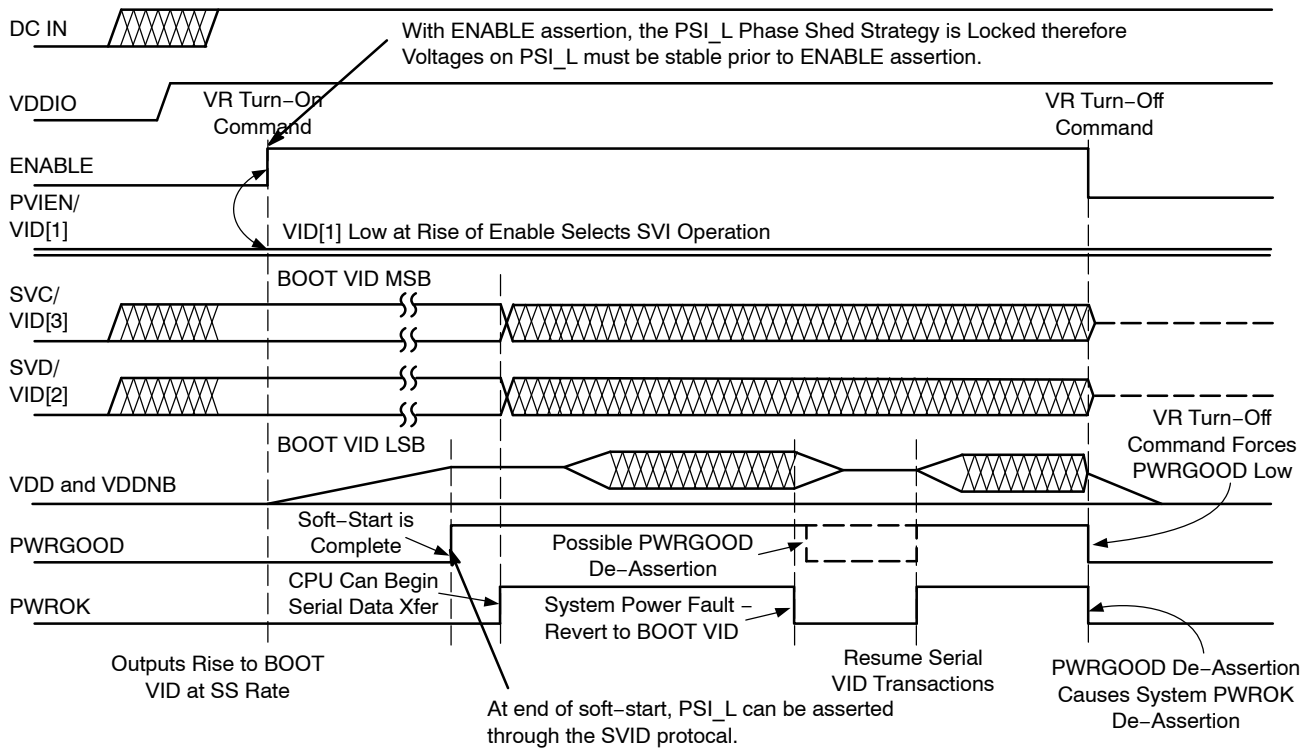 DC IN
With ENABLE assertion, the PSI_L Phase Shed Strategy is Locked therefore
Voltages on PSI_L must be stable prior to ENABLE assertion.
VDDIO
VR Turn−On
Command
VR Turn−Off
Command
ENABLE
PVIEN/
VID[1]
VID[1] Low at Rise of Enable Selects SVI Operation
BOOT VID MSB
SVC/
VID[3]
SVD/
VID[2]
BOOT VID LSB
VR Turn−Off
Command Forces
PWRGOOD Low
VDD and VDDNB
Soft−Start is
Complete
PWRGOOD
Possible PWRGOOD
De−Assertion
CPU Can Begin
Serial Data Xfer
PWROK
System Power Fault −
Revert to BOOT VID
Outputs Rise to BOOT
VID at SS Rate
Resume Serial
VID Transactions
PWRGOOD De−Assertion
Causes System PWROK
De−Assertion
At end of soft−start, PSI_L can be asserted
through the SVID protocal.